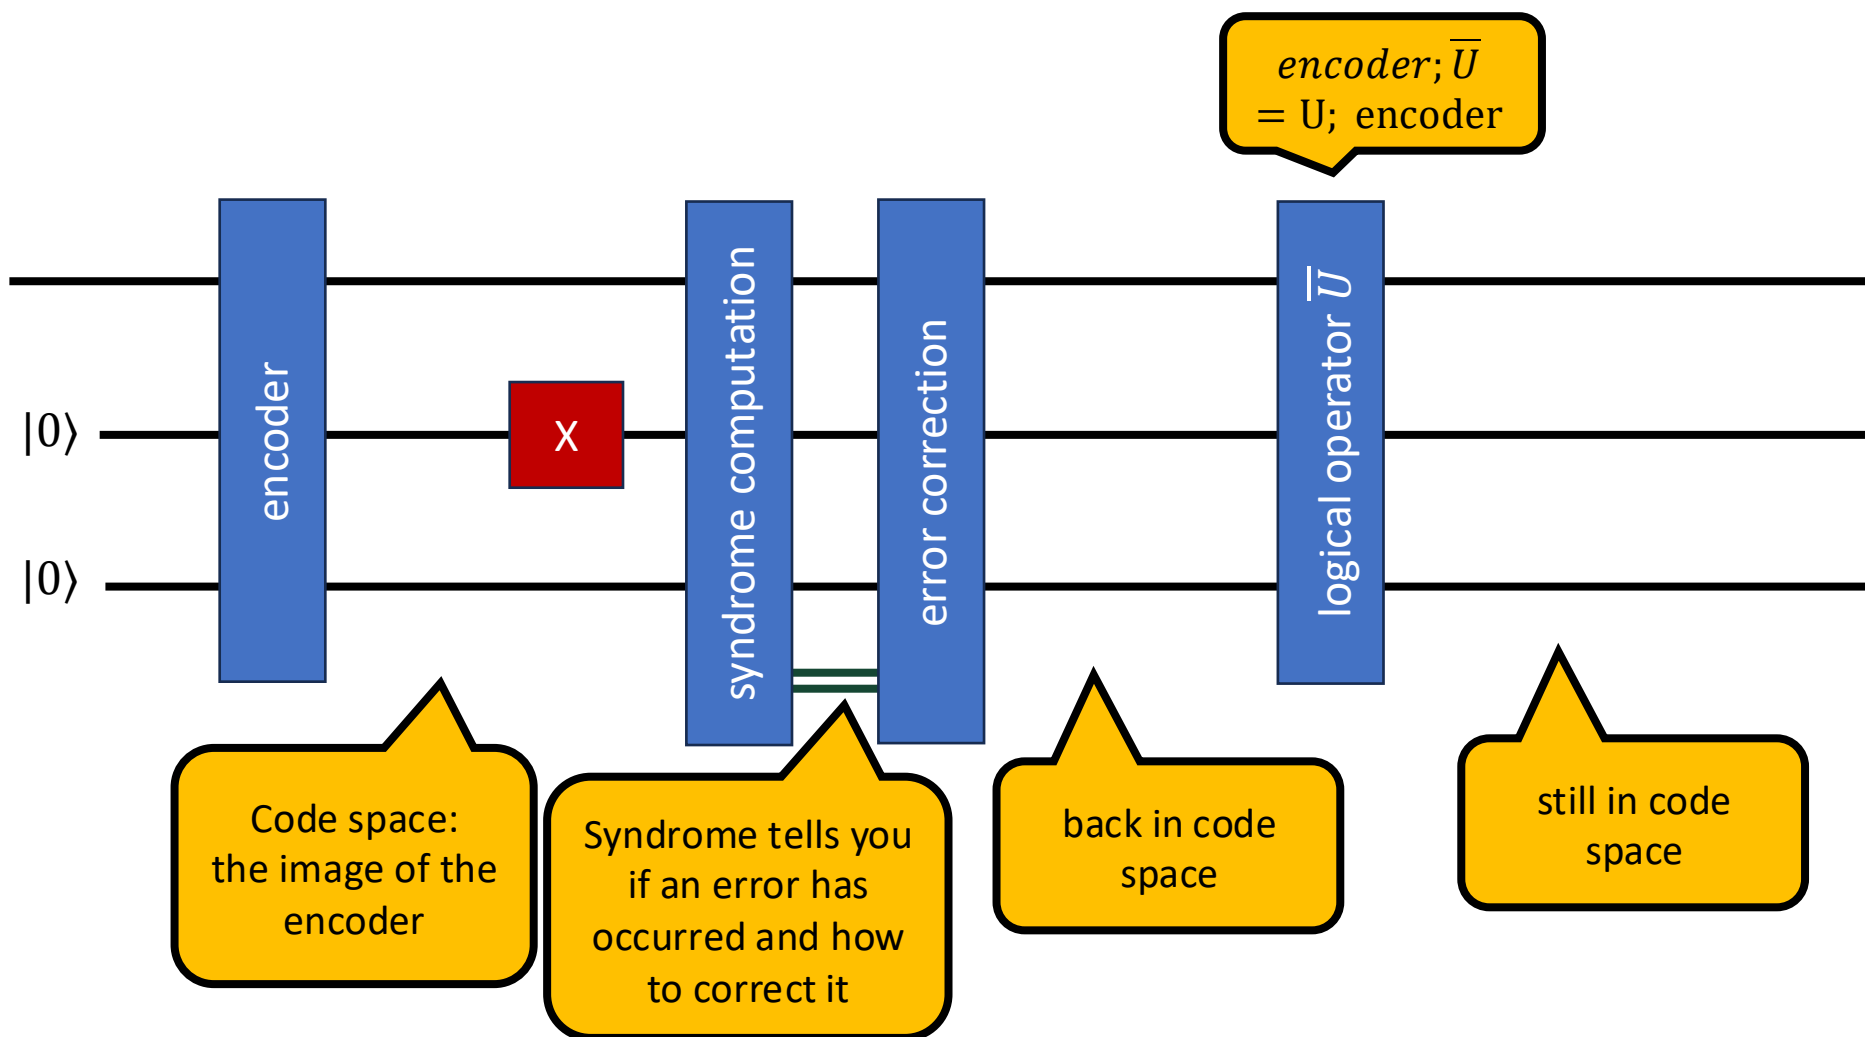 encoder; U̅
= U; encoder
encoder
X
syndrome computation
error correction
logical operator U̅
|0⟩
|0⟩
Code space:
the image of the
encoder
Syndrome tells you
if an error has
occurred and how
to correct it
back in code
space
still in code
space